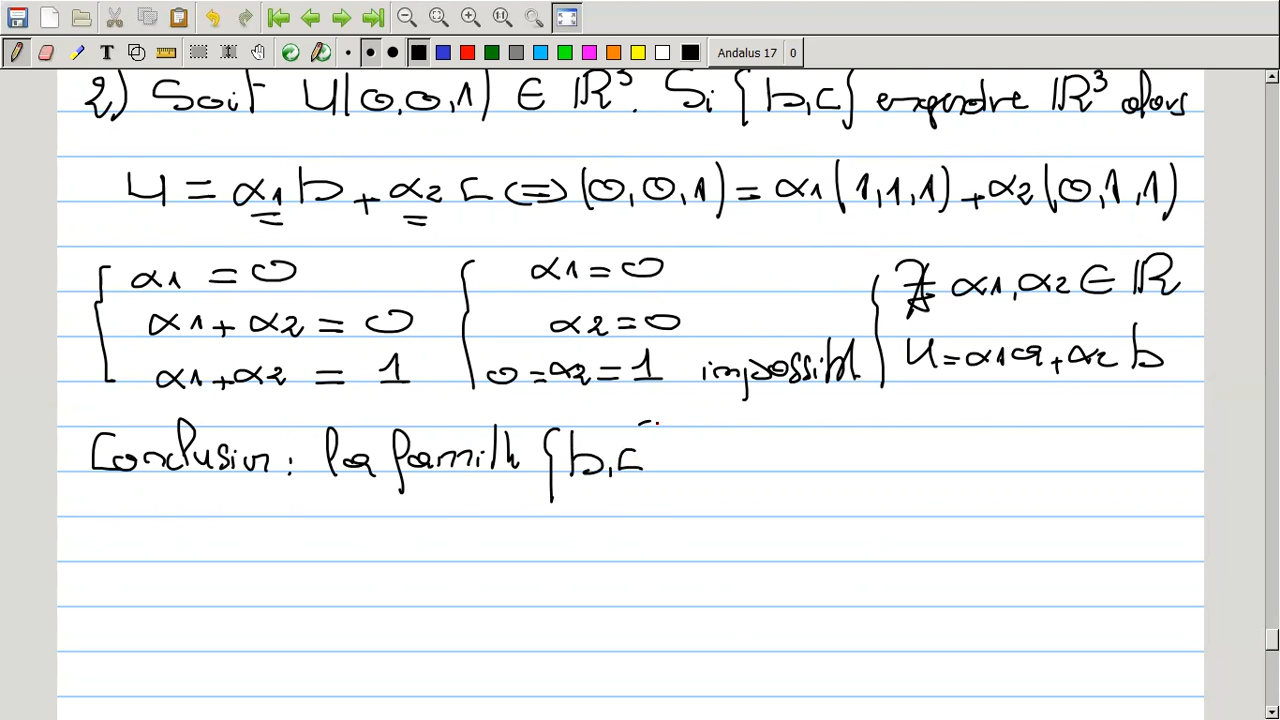 Andalus 17 0
2) Soit U(0,0,1) ∈ ℝ³. Si {b,c} engendre ℝ³ alors
U = α1 b + α2 c ⟺ (0,0,1) = α1(1,1,1) + α2(0,1,1)
{ α1 = 0 { α1 = 0 { ∄ α1, α2 ∈ ℝ
α1 + α2 = 0 α2 = 0 U = α1 a + α2 b
α1 + α2 = 1 0 = α2 = 1 impossibl
Conclusion : la famille {b,c